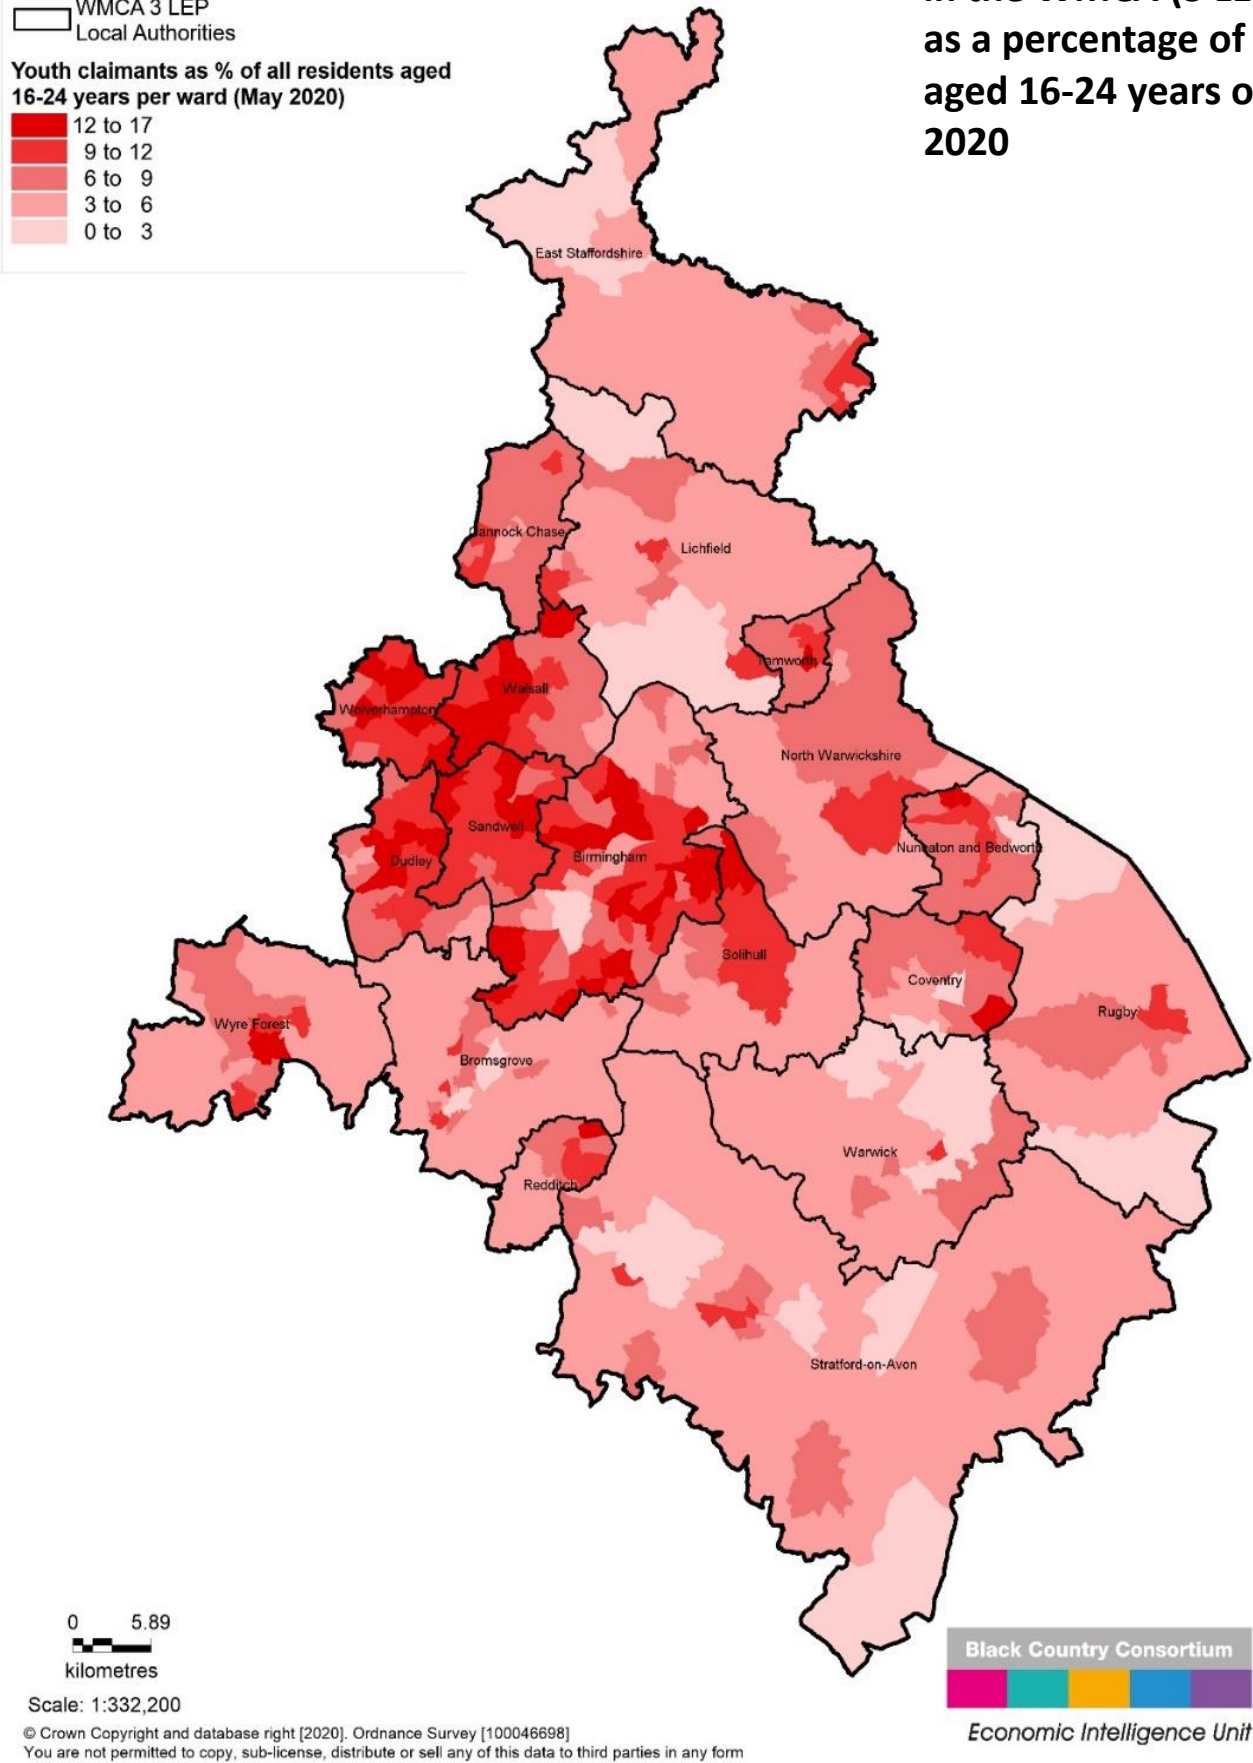 WMCA 3 LEP
Local Authorities
Youth claimants as % of all residents aged
16-24 years per ward (May 2020)
12 to 17
9 to 12
6 to 9
3 to 6
0 to 3
as a percentage of
aged 16-24 years o
2020
East Staffordshire
Cannock Chase
Lichfield
Tamworth
Walsall
Wolverhampton
North Warwickshire
Sandwell
Dudley
Birmingham
Nuneaton and Bedworth
Solihull
Coventry
Rugby
Wyre Forest
Bromsgrove
Warwick
Redditch
Stratford-on-Avon
0 5.89
kilometres
Scale: 1:332,200
© Crown Copyright and database right [2020]. Ordnance Survey [100046698]
You are not permitted to copy, sub-license, distribute or sell any of this data to third parties in any form
Black Country Consortium
Economic Intelligence Unit